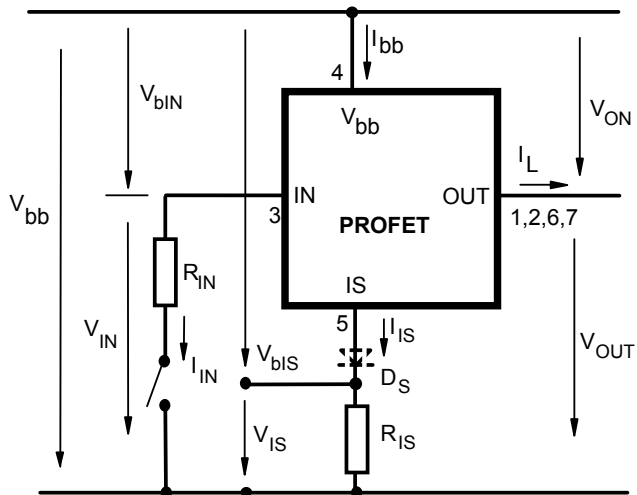 I_bb
4
V_bb
V_bIN
V_ON
I_L
V_bb
IN
OUT
3
PROFET
1,2,6,7
R_IN
IS
5
I_IS
V_IN
I_IN
V_bIS
D_S
V_OUT
V_IS
R_IS